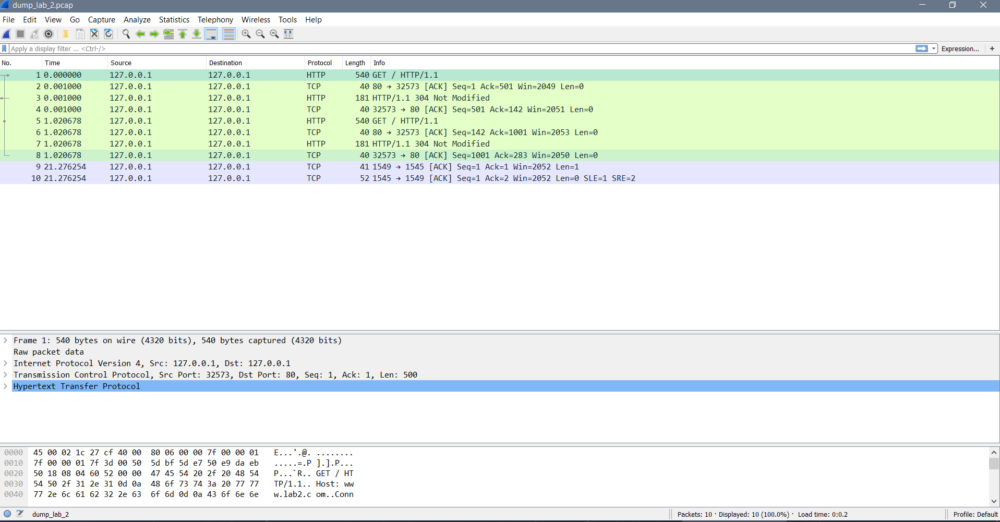 dump_lab_2.pcap
File Edit View Go Capture Analyze Statistics Telephony Wireless Tools Help
Apply a display filter ... <Ctrl-/> Expression... +
No. Time Source Destination Protocol Length Info
1 0.000000 127.0.0.1 127.0.0.1 HTTP 540 GET / HTTP/1.1
2 0.001000 127.0.0.1 127.0.0.1 TCP 40 80 → 32573 [ACK] Seq=1 Ack=501 Win=2049 Len=0
3 0.001000 127.0.0.1 127.0.0.1 HTTP 181 HTTP/1.1 304 Not Modified
4 0.001000 127.0.0.1 127.0.0.1 TCP 40 32573 → 80 [ACK] Seq=501 Ack=142 Win=2051 Len=0
5 1.020678 127.0.0.1 127.0.0.1 HTTP 540 GET / HTTP/1.1
6 1.020678 127.0.0.1 127.0.0.1 TCP 40 80 → 32573 [ACK] Seq=142 Ack=1001 Win=2053 Len=0
7 1.020678 127.0.0.1 127.0.0.1 HTTP 181 HTTP/1.1 304 Not Modified
8 1.020678 127.0.0.1 127.0.0.1 TCP 40 32573 → 80 [ACK] Seq=1001 Ack=283 Win=2050 Len=0
9 21.276254 127.0.0.1 127.0.0.1 TCP 41 1549 → 1545 [ACK] Seq=1 Ack=1 Win=2052 Len=1
10 21.276254 127.0.0.1 127.0.0.1 TCP 52 1545 → 1549 [ACK] Seq=1 Ack=2 Win=2052 Len=0 SLE=1 SRE=2
Frame 1: 540 bytes on wire (4320 bits), 540 bytes captured (4320 bits)
Raw packet data
Internet Protocol Version 4, Src: 127.0.0.1, Dst: 127.0.0.1
Transmission Control Protocol, Src Port: 32573, Dst Port: 80, Seq: 1, Ack: 1, Len: 500
Hypertext Transfer Protocol
0000 45 00 02 1c 27 cf 40 00 80 06 00 00 7f 00 00 01 E...'.@. ........
0010 7f 00 00 01 7f 3d 00 50 5d bf 5d e7 50 e9 da eb .....=.P ].].P...
0020 50 18 08 04 60 52 00 00 47 45 54 20 2f 20 48 54 P...`R.. GET / HT
0030 54 50 2f 31 2e 31 0d 0a 48 6f 73 74 3a 20 77 77 TP/1.1.. Host: ww
0040 77 2e 6c 61 62 32 2e 63 6f 6d 0d 0a 43 6f 6e 6e w.lab2.c om..Conn
dump_lab_2 Packets: 10 · Displayed: 10 (100.0%) · Load time: 0:0.2 Profile: Default